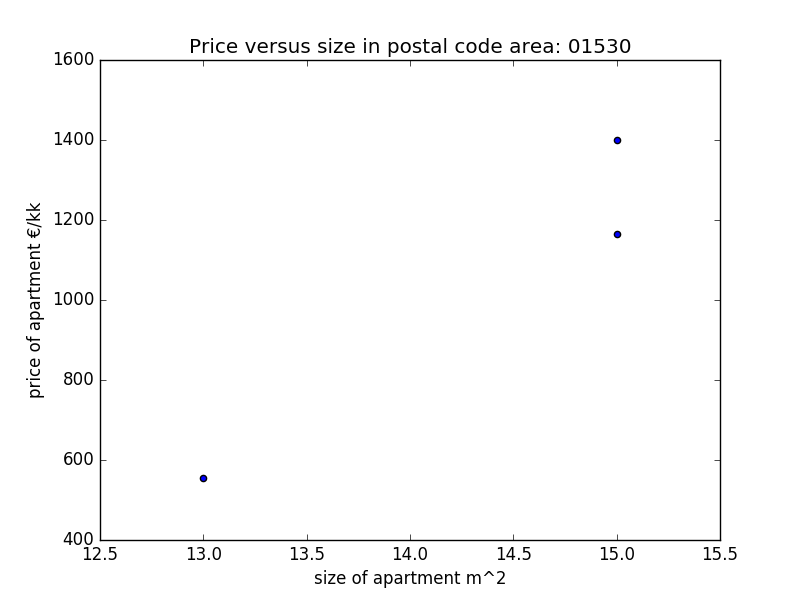 Price versus size in postal code area: 01530
price of apartment €/kk
1600
1400
1200
1000
800
600
400
12.5 13.0 13.5 14.0 14.5 15.0 15.5
size of apartment m^2